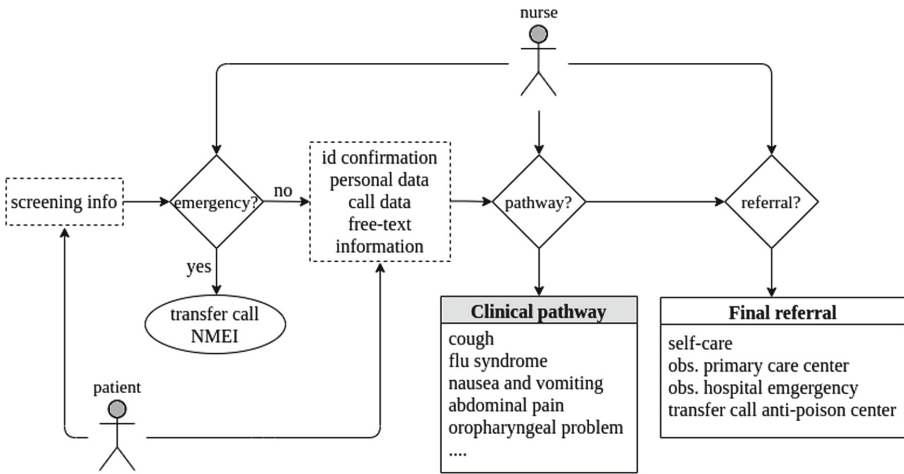 nurse
screening info
emergency?
no
yes
transfer call
NMEI
id confirmation
personal data
call data
free-text
information
pathway?
referral?
Clinical pathway
cough
flu syndrome
nausea and vomiting
abdominal pain
oropharyngeal problem
....
Final referral
self-care
obs. primary care center
obs. hospital emgergency
transfer call anti-poison center
patient